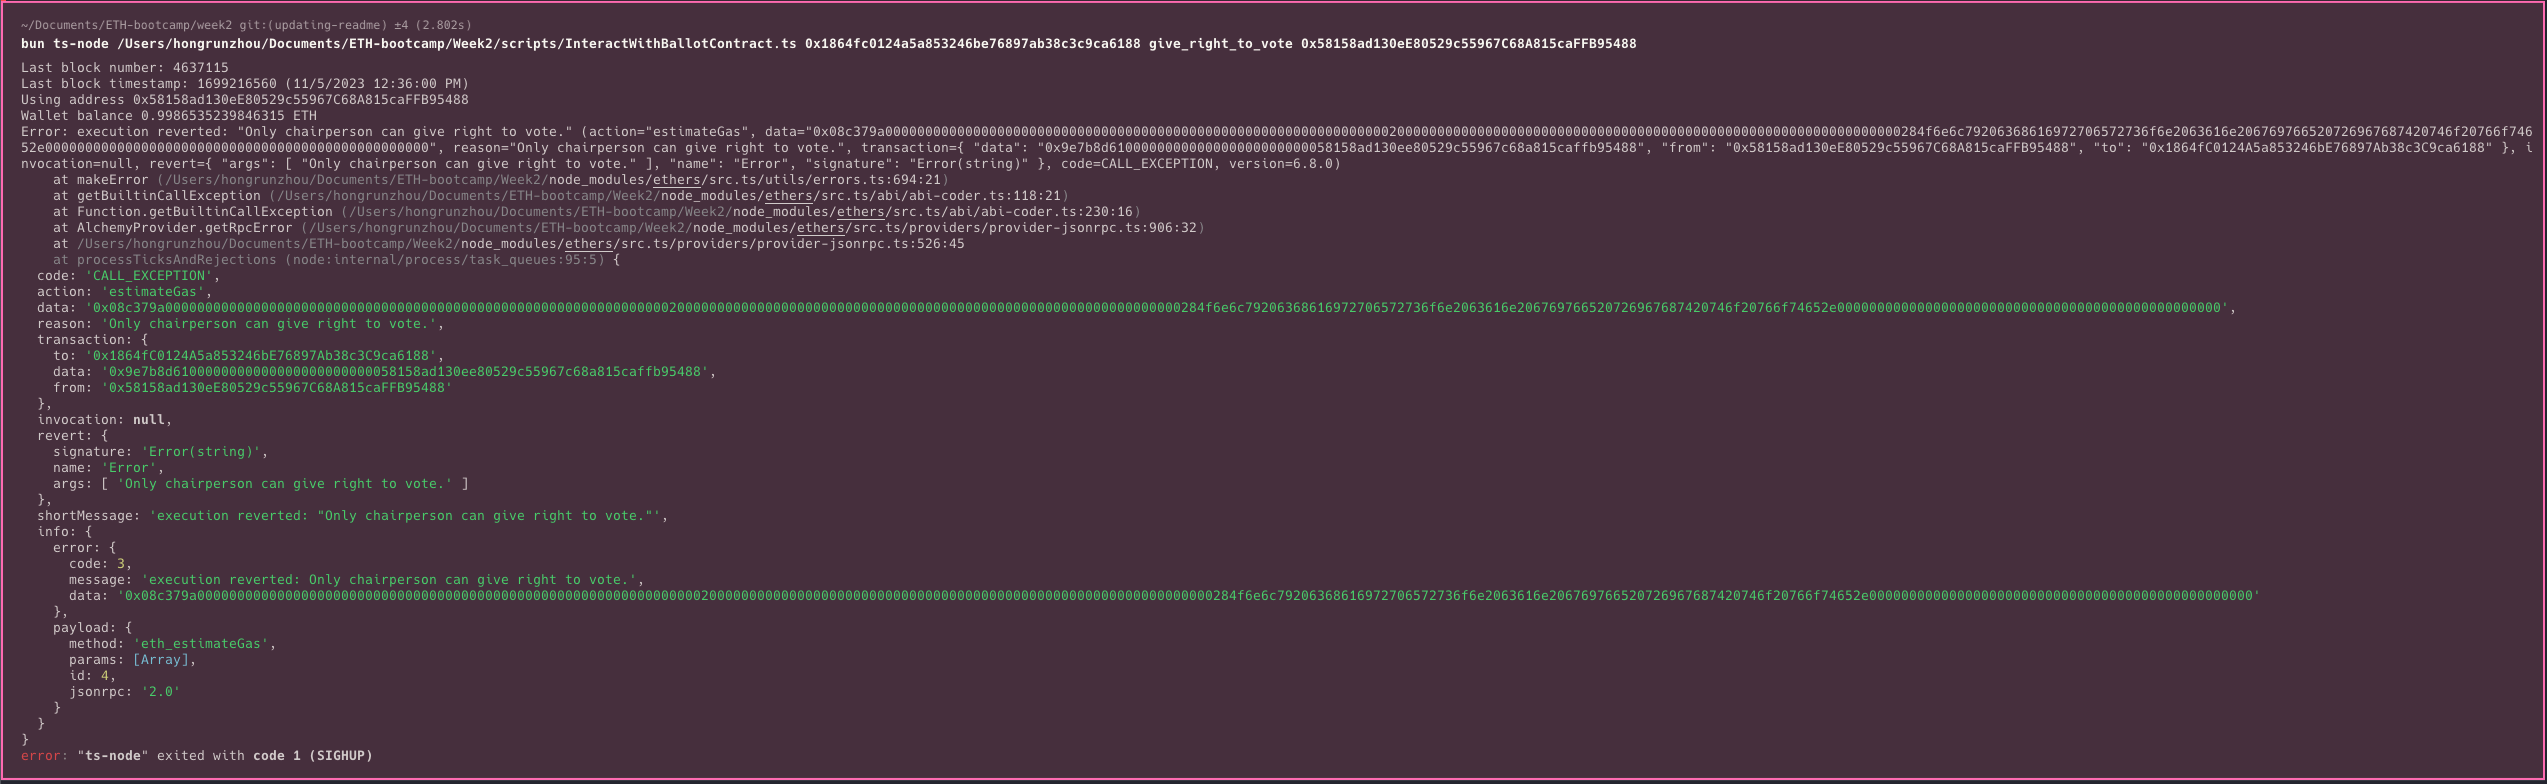 ~/Documents/ETH-bootcamp/week2 git:(updating-readme) ±4 (2.802s)
bun ts-node /Users/hongrunzhou/Documents/ETH-bootcamp/Week2/scripts/InteractWithBallotContract.ts 0x1864fc0124a5a853246be76897ab38c3c9ca6188 give_right_to_vote 0x58158ad130eE80529c55967C68A815caFFB95488
Last block number: 4637115
Last block timestamp: 1699216560 (11/5/2023 12:36:00 PM)
Using address 0x58158ad130eE80529c55967C68A815caFFB95488
Wallet balance 0.9986535239846315 ETH
Error: execution reverted: "Only chairperson can give right to vote." (action="estimateGas", data="0x08c379a0000000000000000000000000000000000000000000000000000000000000002000000000000000000000000000000000000000000000000000000000000000284f6e6c79206368616972706572736f6e2063616e206769766520726967687420746f20766f746
52e000000000000000000000000000000000000000000000000", reason="Only chairperson can give right to vote.", transaction={ "data": "0x9e7b8d6100000000000000000000000058158ad130ee80529c55967c68a815caffb95488", "from": "0x58158ad130eE80529c55967C68A815caFFB95488", "to": "0x1864fC0124A5a853246bE76897Ab38c3C9ca6188" }, i
nvocation=null, revert={ "args": [ "Only chairperson can give right to vote." ], "name": "Error", "signature": "Error(string)" }, code=CALL_EXCEPTION, version=6.8.0)
at makeError (/Users/hongrunzhou/Documents/ETH-bootcamp/Week2/node_modules/ethers/src.ts/utils/errors.ts:694:21)
at getBuiltinCallException (/Users/hongrunzhou/Documents/ETH-bootcamp/Week2/node_modules/ethers/src.ts/abi/abi-coder.ts:118:21)
at Function.getBuiltinCallException (/Users/hongrunzhou/Documents/ETH-bootcamp/Week2/node_modules/ethers/src.ts/abi/abi-coder.ts:230:16)
at AlchemyProvider.getRpcError (/Users/hongrunzhou/Documents/ETH-bootcamp/Week2/node_modules/ethers/src.ts/providers/provider-jsonrpc.ts:906:32)
at /Users/hongrunzhou/Documents/ETH-bootcamp/Week2/node_modules/ethers/src.ts/providers/provider-jsonrpc.ts:526:45
at processTicksAndRejections (node:internal/process/task_queues:95:5) {
code: 'CALL_EXCEPTION',
action: 'estimateGas',
data: '0x08c379a0000000000000000000000000000000000000000000000000000000000000002000000000000000000000000000000000000000000000000000000000000000284f6e6c79206368616972706572736f6e2063616e206769766520726967687420746f20766f74652e000000000000000000000000000000000000000000000000',
reason: 'Only chairperson can give right to vote.',
transaction: {
to: '0x1864fC0124A5a853246bE76897Ab38c3C9ca6188',
data: '0x9e7b8d6100000000000000000000000058158ad130ee80529c55967c68a815caffb95488',
from: '0x58158ad130eE80529c55967C68A815caFFB95488'
},
invocation: null,
revert: {
signature: 'Error(string)',
name: 'Error',
args: [ 'Only chairperson can give right to vote.' ]
},
shortMessage: 'execution reverted: "Only chairperson can give right to vote."',
info: {
error: {
code: 3,
message: 'execution reverted: Only chairperson can give right to vote.',
data: '0x08c379a0000000000000000000000000000000000000000000000000000000000000002000000000000000000000000000000000000000000000000000000000000000284f6e6c79206368616972706572736f6e2063616e206769766520726967687420746f20766f74652e000000000000000000000000000000000000000000000000'
},
payload: {
method: 'eth_estimateGas',
params: [Array],
id: 4,
jsonrpc: '2.0'
}
}
}
error: "ts-node" exited with code 1 (SIGHUP)